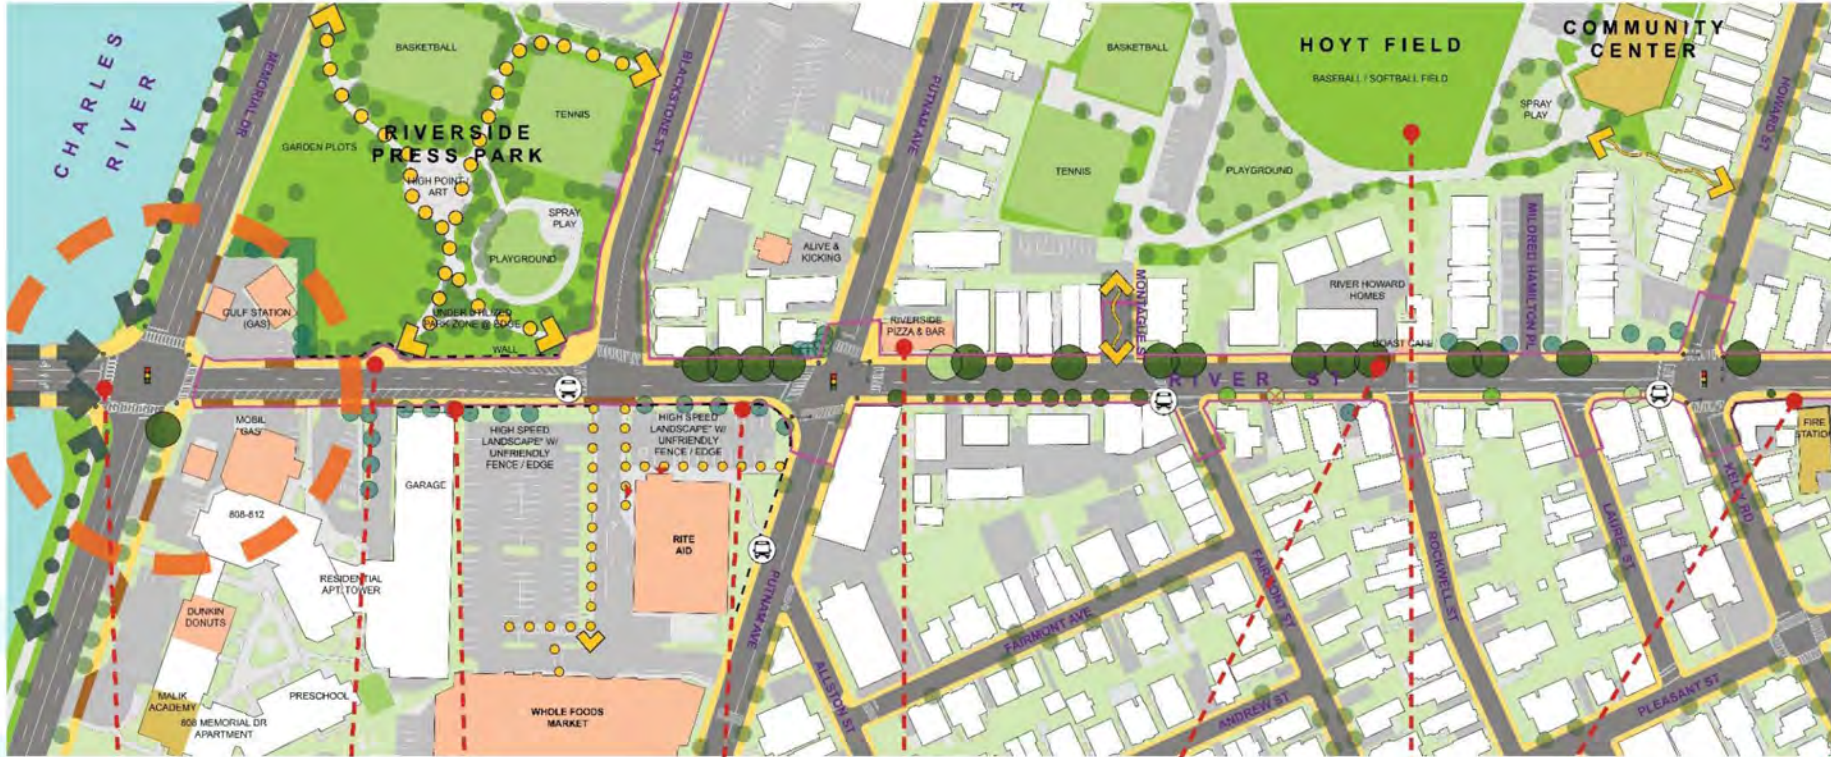 CHARLES
RIVER
MEMORIAL DR
BASKETBALL
TENNIS
GARDEN PLOTS
RIVERSIDE
PRESS PARK
HIGH POINT /
ART
SPRAY
PLAY
PLAYGROUND
GULF STATION
(GAS)
UNDER UTILIZED
PARK ZONE @ EDGE
WALL
BLACKSTONE ST
PUTNAM AVE
ALIVE &
KICKING
RIVERSIDE
PIZZA & BAR
PL
BASKETBALL
TENNIS
PLAYGROUND
HOYT FIELD
BASEBALL / SOFTBALL FIELD
COMMUNITY
CENTER
SPRAY
PLAY
HOWARD ST
MONTAGUE ST
RIVER HOWARD
HOMES
MILDRED HAMILTON PL
COAST CAFE
RIVER ST
MOBIL
GAS
GARAGE
808-812
RESIDENTIAL
APT. TOWER
DUNKIN
DONUTS
MALIK
ACADEMY
PRESCHOOL
808 MEMORIAL DR
APARTMENT
HIGH SPEED
LANDSCAPE" W/
UNFRIENDLY
FENCE / EDGE
HIGH SPEED
LANDSCAPE" W/
UNFRIENDLY
FENCE / EDGE
RITE
AID
WHOLE FOODS
MARKET
PUTNAM AVE
ALLSTON ST
FAIRMONT AVE
FAIRMONT ST
ANDREW ST
ROCKWELL ST
LAUREL ST
KELLY RD
PLEASANT ST
FIRE
STATION